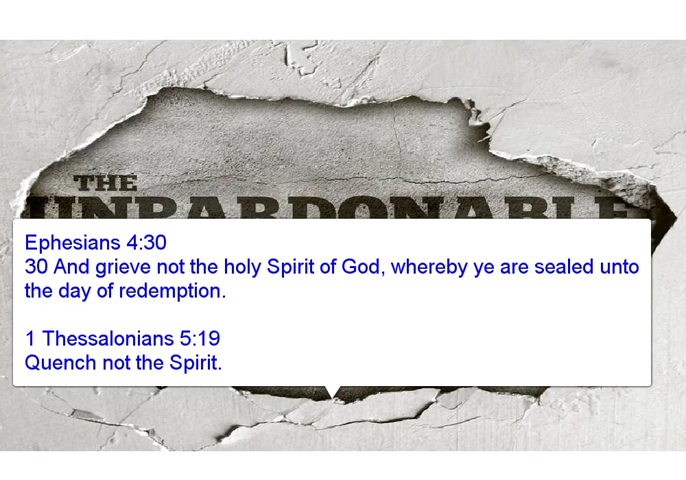 THE
UNPARDONABLE
Ephesians 4:30
30 And grieve not the holy Spirit of God, whereby ye are sealed unto
the day of redemption.
1 Thessalonians 5:19
Quench not the Spirit.